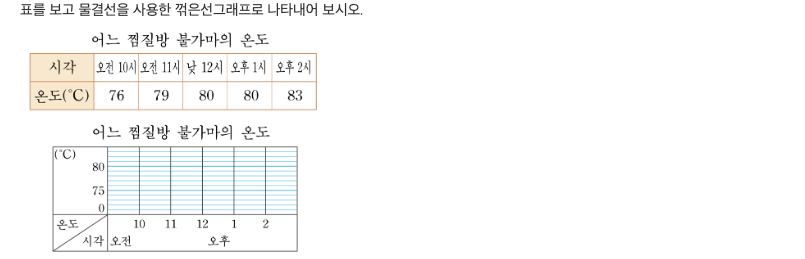 표를 보고 물결선을 사용한 꺾은선그래프로 나타내어 보시오.
어느 찜질방 불가마의 온도
시각 오전 10시 오전 11시 낮 12시 오후 1시 오후 2시
온도(℃) 76 79 80 80 83
어느 찜질방 불가마의 온도
(℃)
80
75
0
온도 10 11 12 1 2
시각 오전 오후